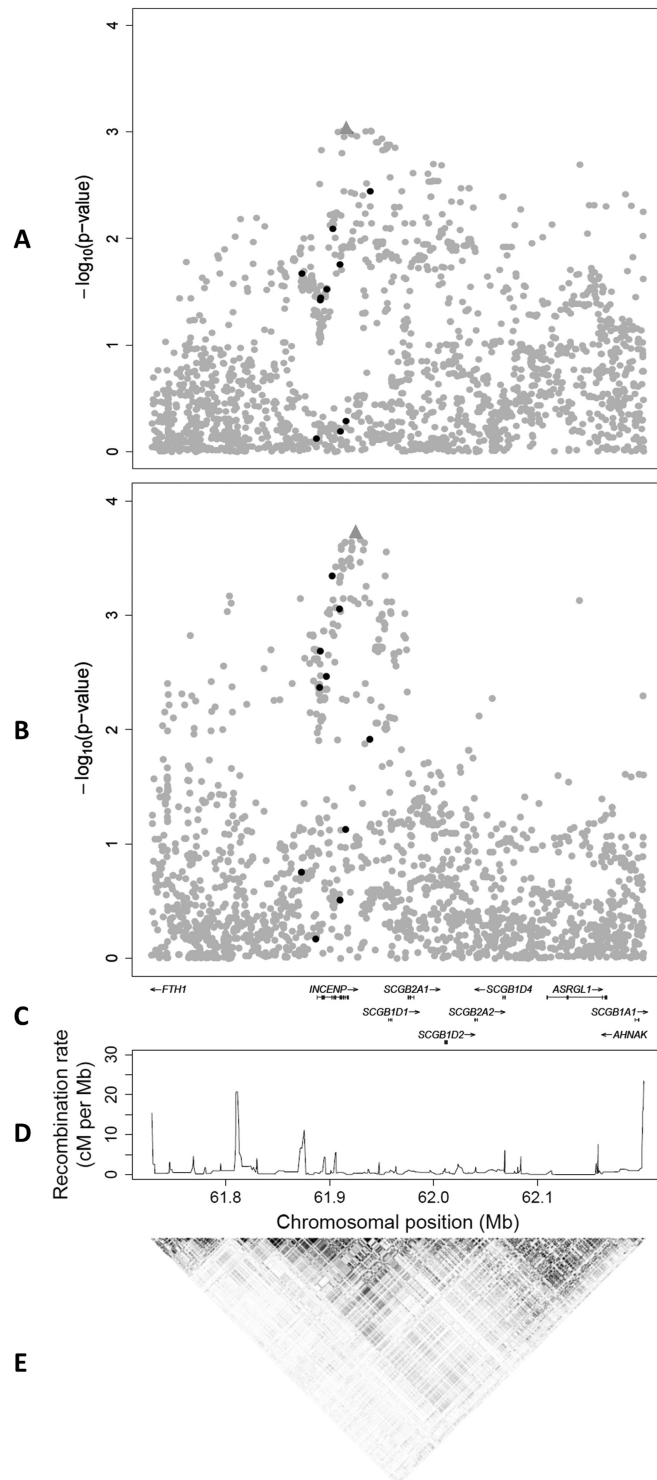 A
−log10(p−value)
4
3
2
1
0
B
−log10(p−value)
4
3
2
1
0
C
←FTH1
INCENP→
SCGB2A1→
←SCGB1D4
ASRGL1→
SCGB1D1→
SCGB2A2→
SCGB1A1→
SCGB1D2→
←AHNAK
D
Recombination rate
(cM per Mb)
30
20
10
0
61.8
61.9
62.0
62.1
Chromosomal position (Mb)
E